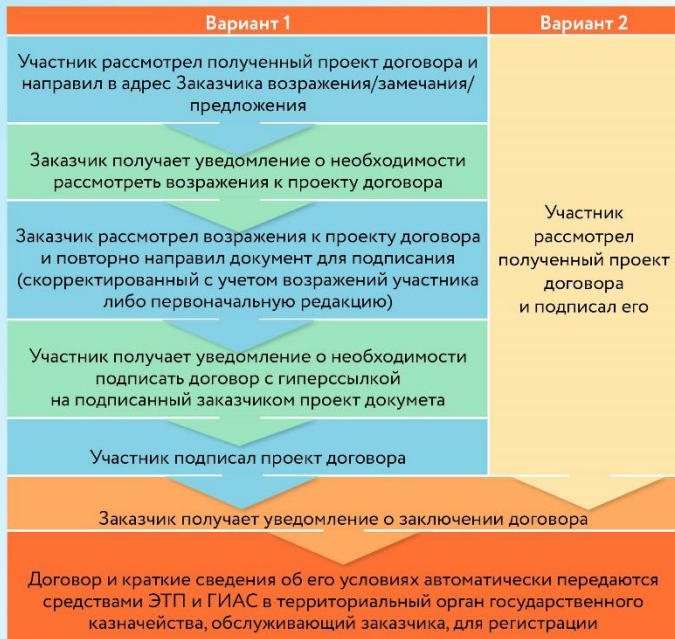 Вариант 1
Участник рассмотрел полученный проект договора и
направил в адрес Заказчика возражения/замечания/
предложения
Заказчик получает уведомление о необходимости
рассмотреть возражения к проекту договора
Заказчик рассмотрел возражения к проекту договора
и повторно направил документ для подписания
(скорректированный с учетом возражений участника
либо первоначальную редакцию)
Участник получает уведомление о необходимости
подписать договор с гиперссылкой
на подписанный заказчиком проект докумета
Участник подписал проект договора
Вариант 2
Участник
рассмотрел
полученный проект
договора
и подписал его
Заказчик получает уведомление о заключении договора
Договор и краткие сведения об его условиях автоматически передаются
средствами ЭТП и ГИАС в территориальный орган государственного
казначейства, обслуживающий заказчика, для регистрации